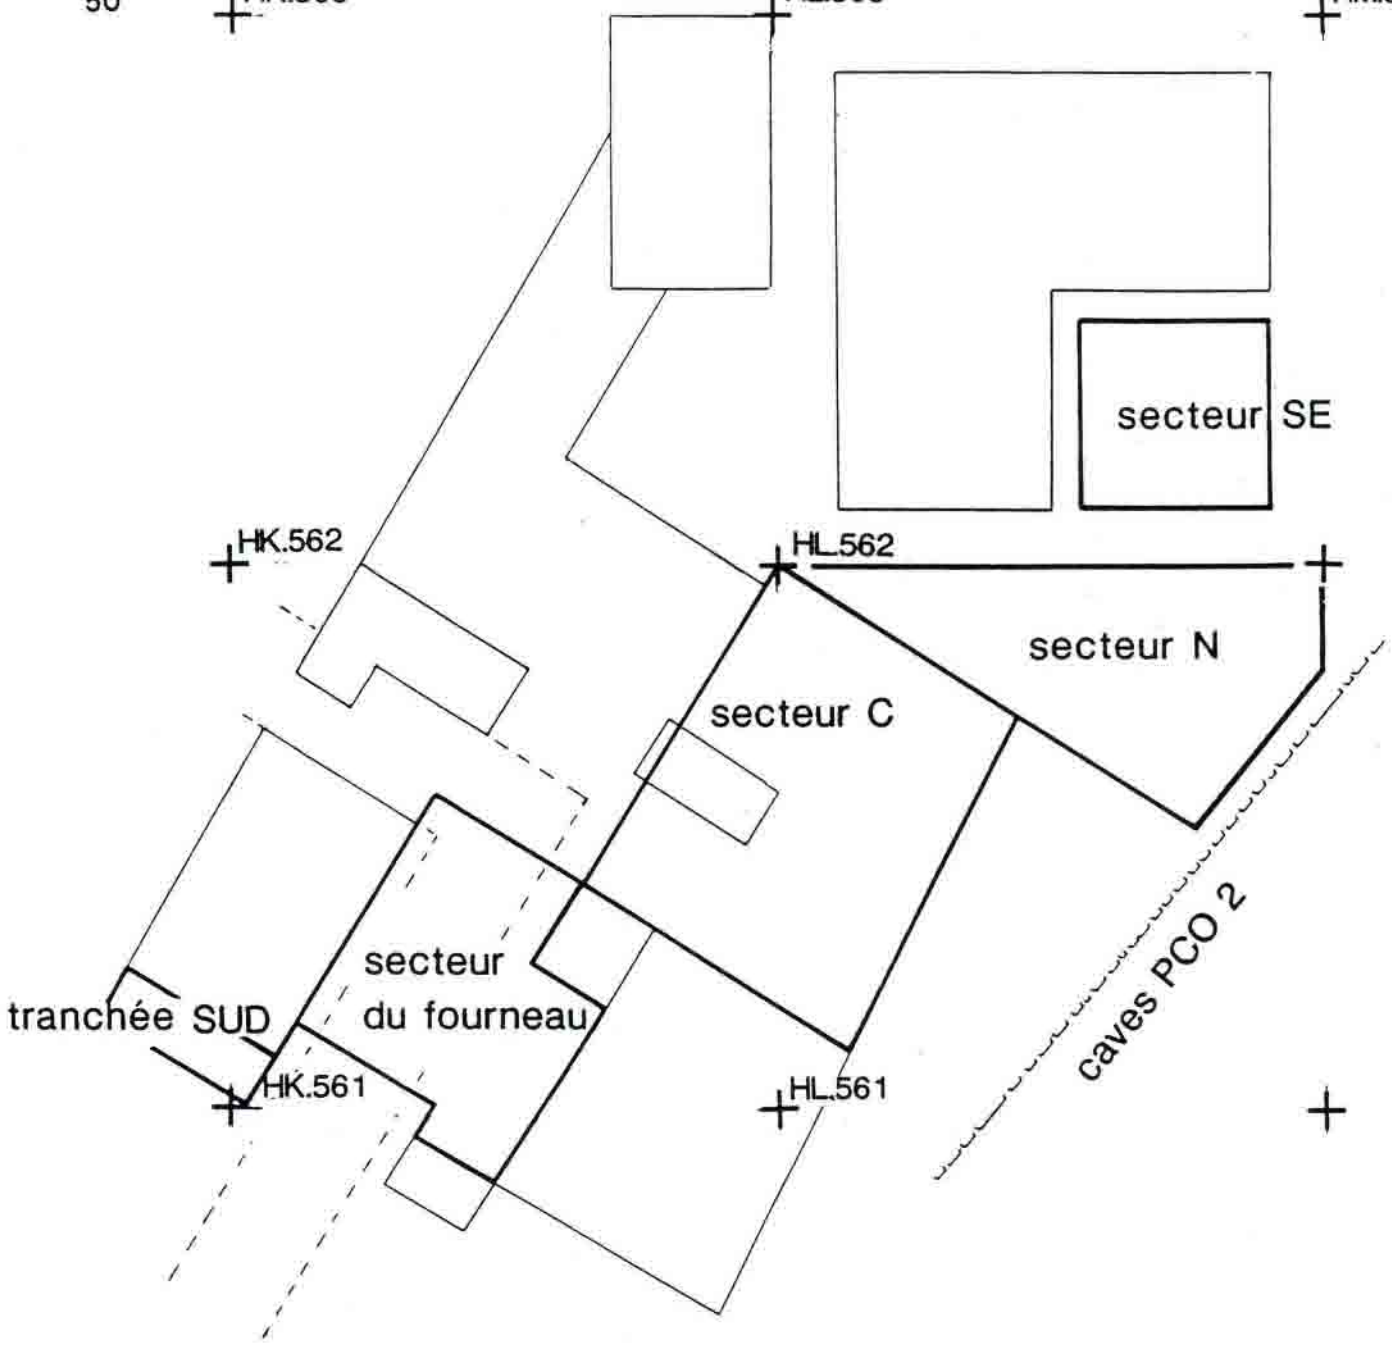 50
secteur SE
HK.562
HL.562
secteur N
secteur C
secteur
du fourneau
tranchée SUD
caves PCO 2
HK.561
HL.561